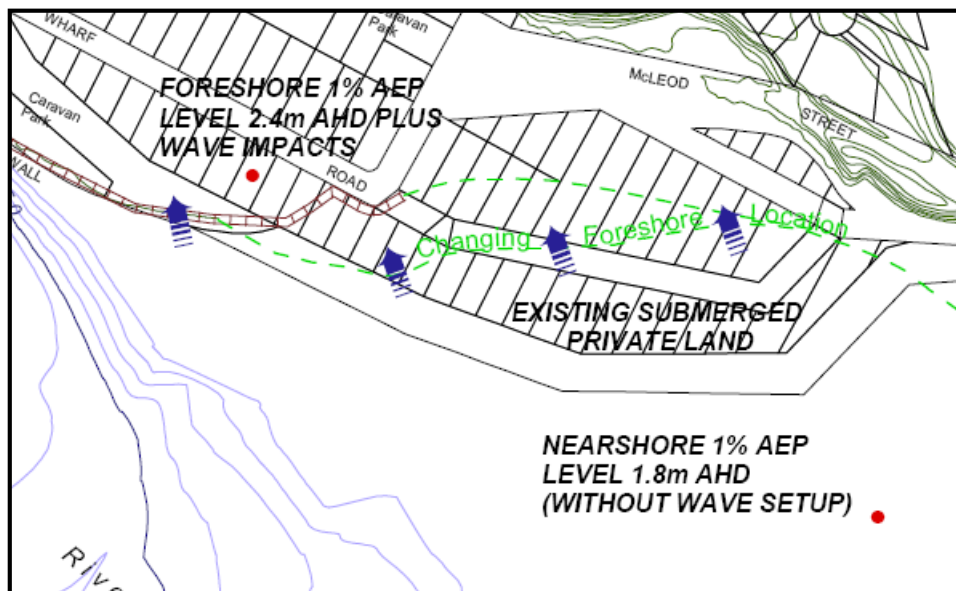 WHARF
Caravan
Park
McLEOD
STREET
FORESHORE 1% AEP
LEVEL 2.4m AHD PLUS
WAVE IMPACTS
Caravan
Park
ROAD
WALL
Changing Foreshore Location
EXISTING SUBMERGED
PRIVATE LAND
NEARSHORE 1% AEP
LEVEL 1.8m AHD
(WITHOUT WAVE SETUP)